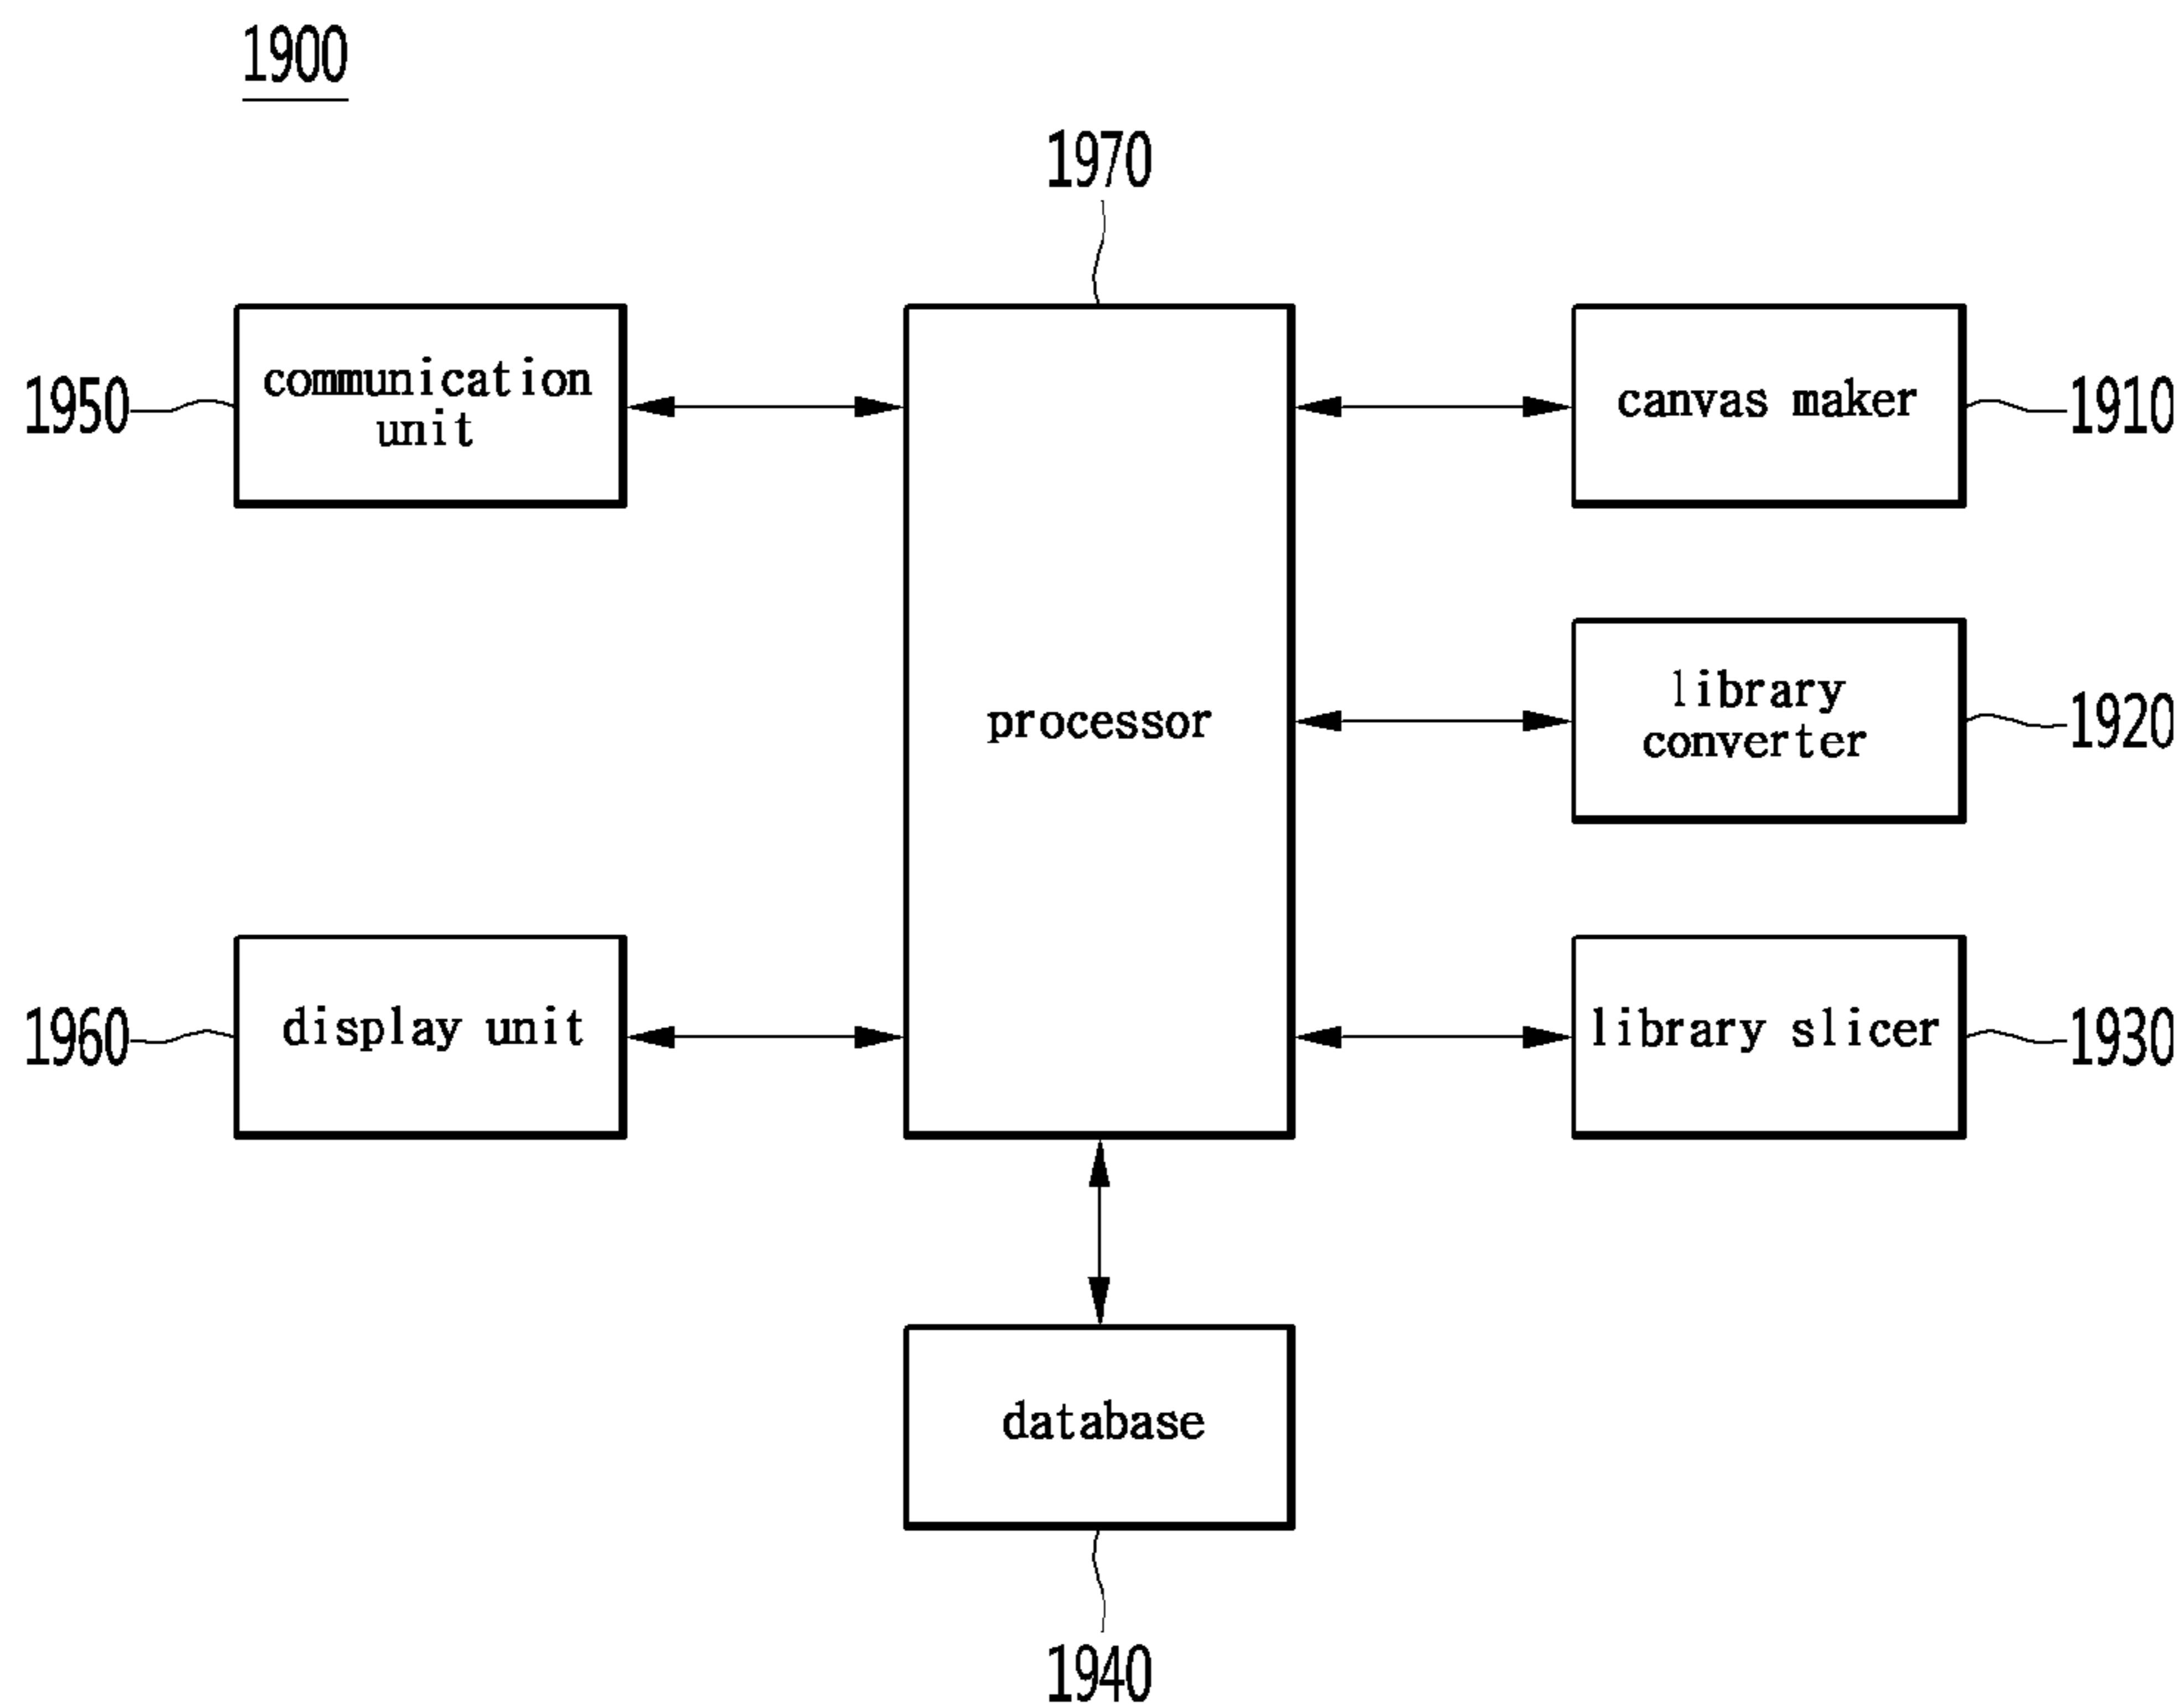 1900
1970
communication
unit
1950
processor
canvas maker
1910
library
converter
1920
display unit
1960
library slicer
1930
database
1940